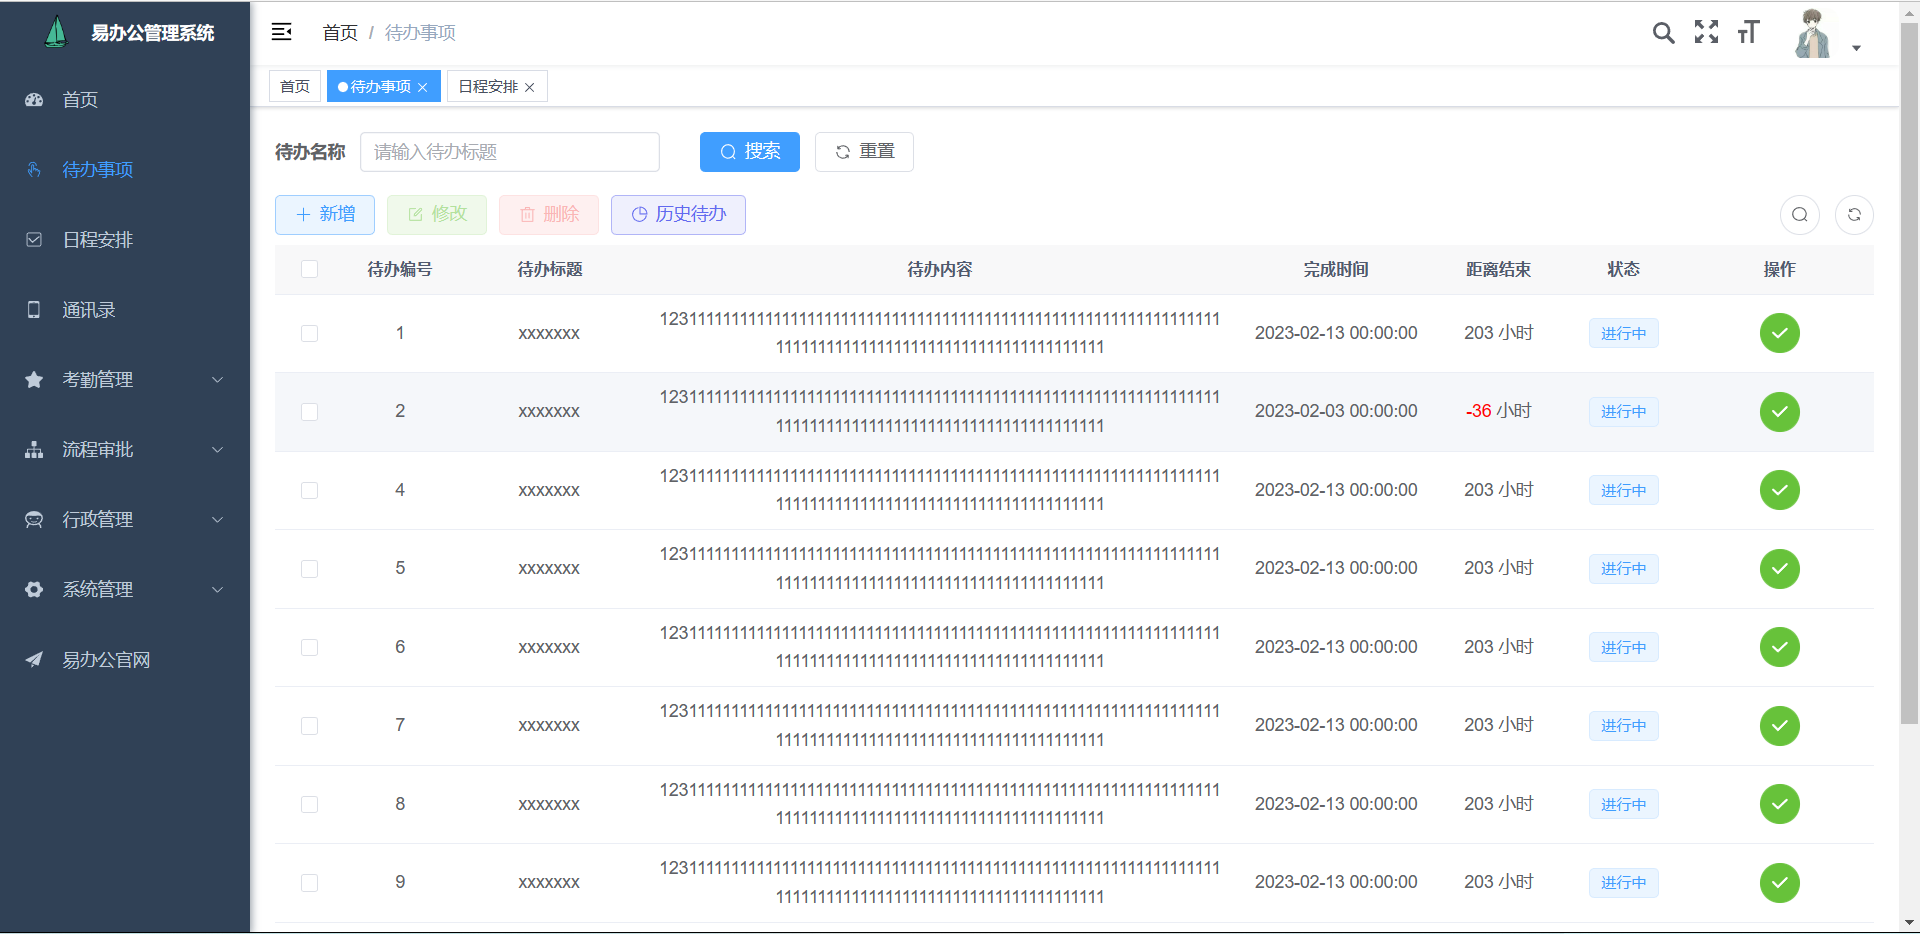 易办公管理系统
首页
待办事项
日程安排
通讯录
考勤管理
流程审批
行政管理
系统管理
易办公官网
首页 / 待办事项
首页 待办事项 日程安排
待办名称 请输入待办标题 搜索 重置
新增 修改 删除 历史待办
待办编号 待办标题 待办内容 完成时间 距离结束 状态 操作
1 xxxxxxx 2023-02-13 00:00:00 203 小时 进行中
2 xxxxxxx 2023-02-03 00:00:00 -36 小时 进行中
4 xxxxxxx 2023-02-13 00:00:00 203 小时 进行中
5 xxxxxxx 2023-02-13 00:00:00 203 小时 进行中
6 xxxxxxx 2023-02-13 00:00:00 203 小时 进行中
7 xxxxxxx 2023-02-13 00:00:00 203 小时 进行中
8 xxxxxxx 2023-02-13 00:00:00 203 小时 进行中
9 xxxxxxx 2023-02-13 00:00:00 203 小时 进行中